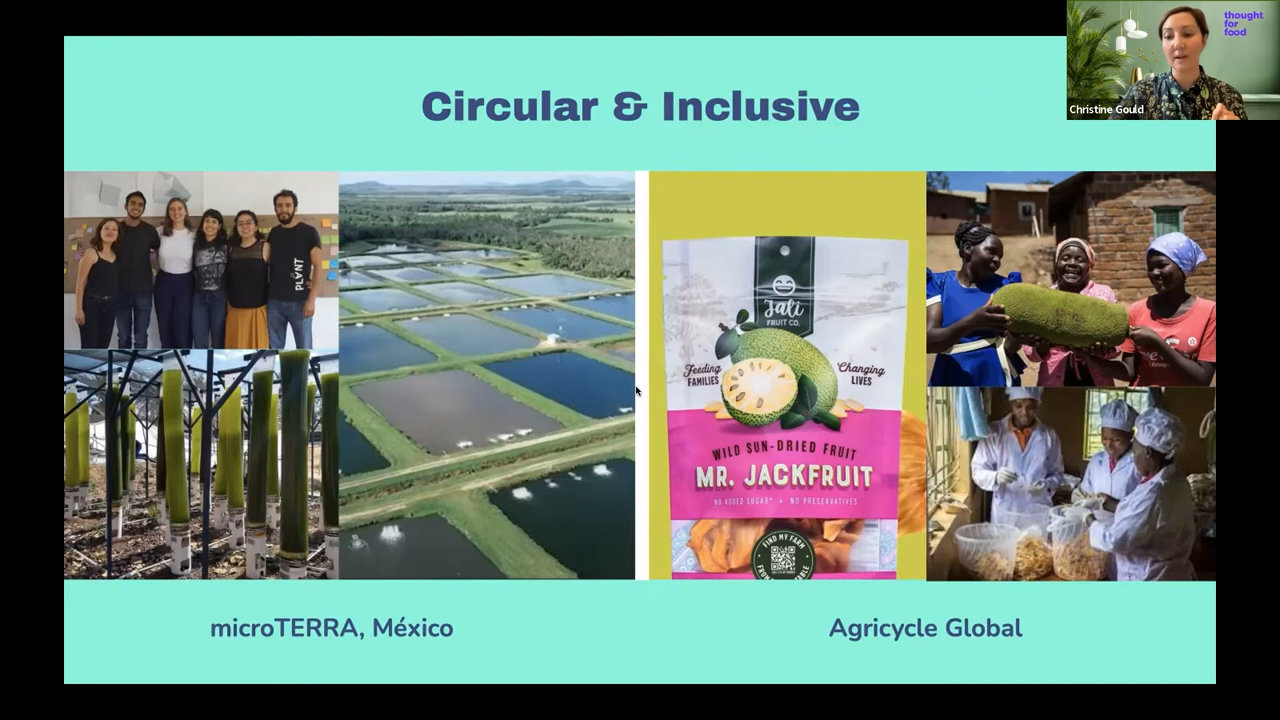 thought
for
food
Christine Gould
Circular & Inclusive
PLANT
Jali
FRUIT CO.
Feeding
FAMILIES
Changing
LIVES
WILD SUN-DRIED FRUIT
MR. JACKFRUIT
NO ADDED SUGAR* • NO PRESERVATIVES
FIND MY FARM
microTERRA, México
Agricycle Global